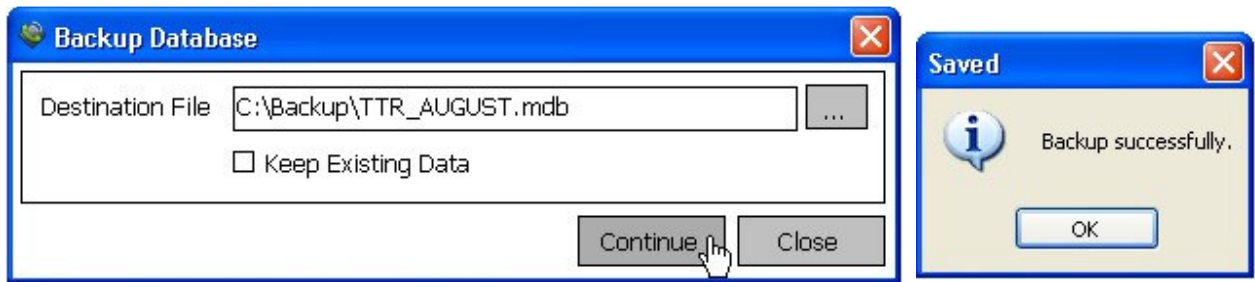 Backup Database
Destination File C:\Backup\TTR_AUGUST.mdb ...
Keep Existing Data
Continue Close
Saved
Backup successfully.
OK